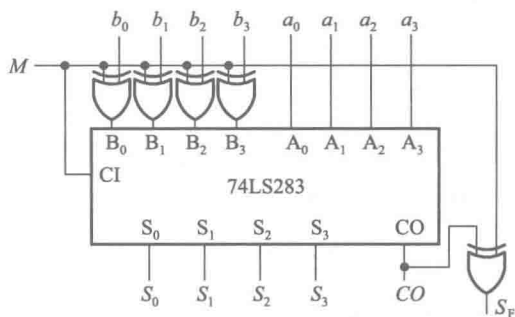 b₀ b₁ b₂ b₃ a₀ a₁ a₂ a₃
M
B₀ B₁ B₂ B₃ A₀ A₁ A₂ A₃
CI
74LS283
S₀ S₁ S₂ S₃ CO
S₀ S₁ S₂ S₃ CO S_F